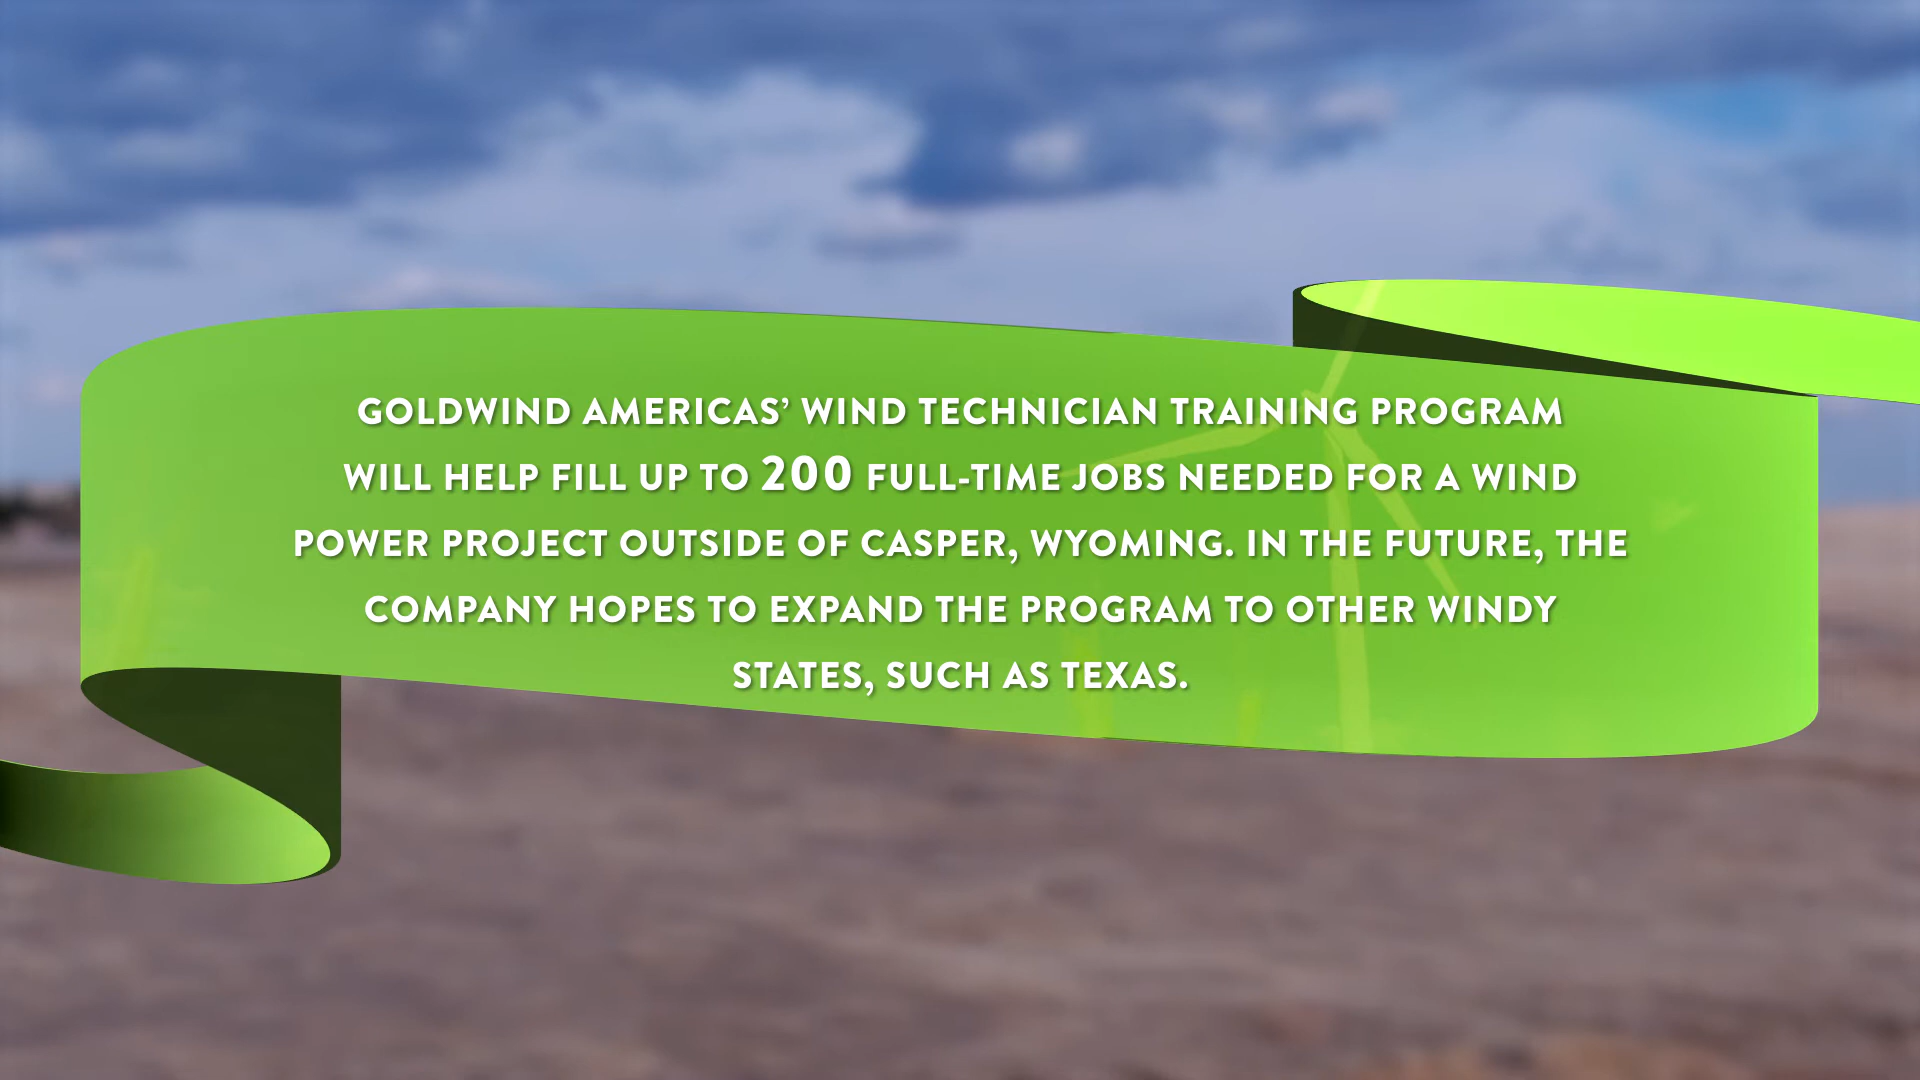 GOLDWIND AMERICAS’ WIND TECHNICIAN TRAINING PROGRAM
WILL HELP FILL UP TO 200 FULL-TIME JOBS NEEDED FOR A WIND
POWER PROJECT OUTSIDE OF CASPER, WYOMING. IN THE FUTURE, THE
COMPANY HOPES TO EXPAND THE PROGRAM TO OTHER WINDY
STATES, SUCH AS TEXAS.